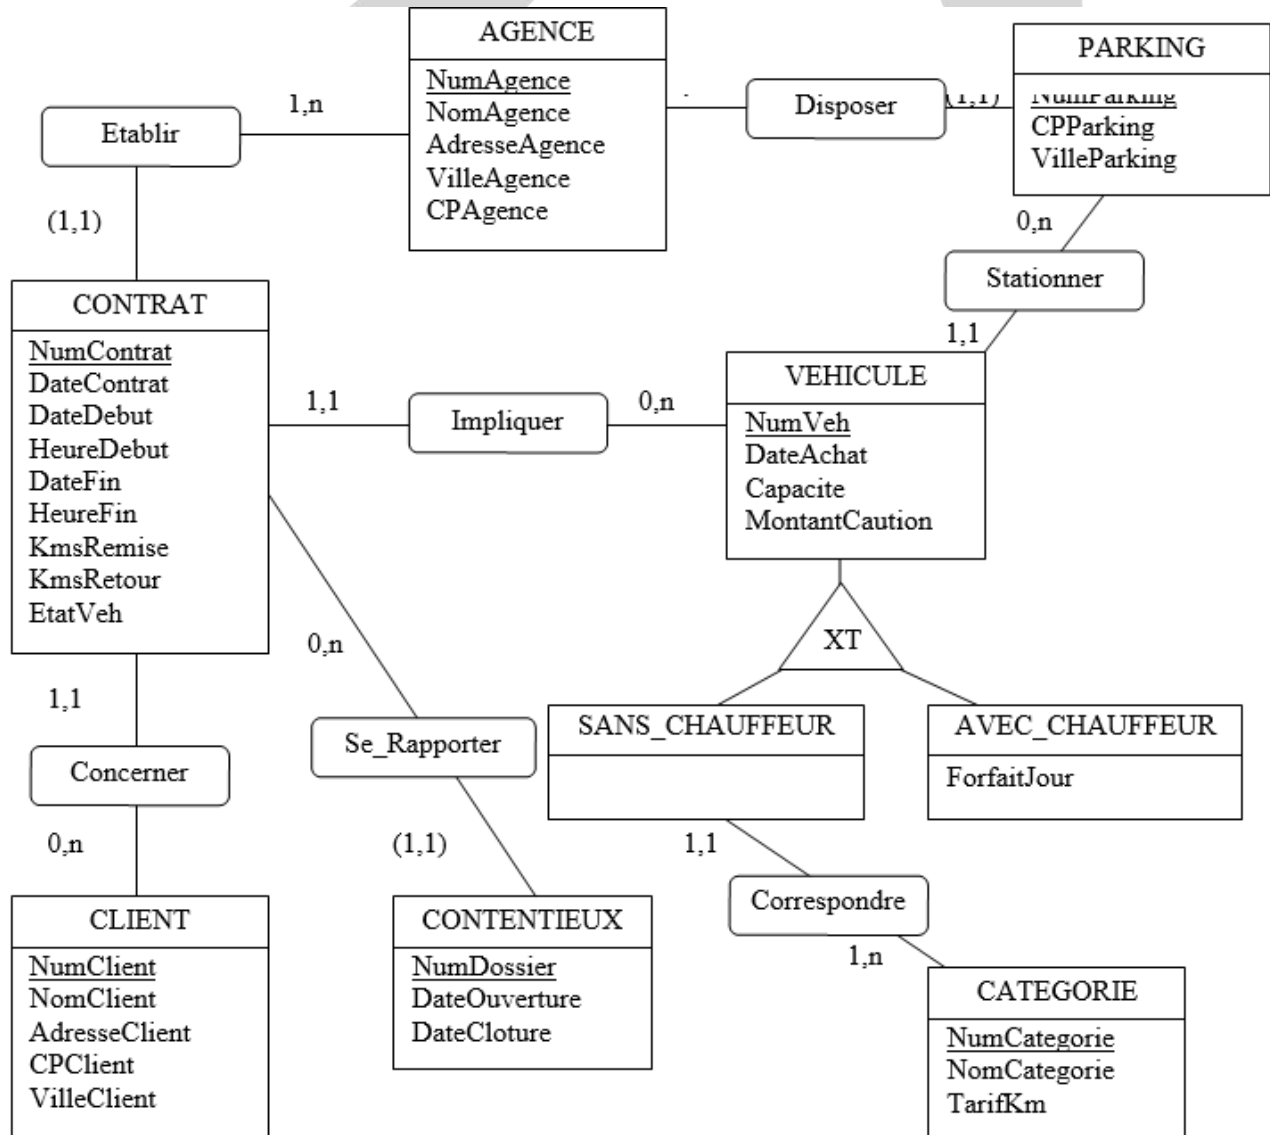 AGENCE
NumAgence
NomAgence
AdresseAgence
VilleAgence
CPAgence
PARKING
NumParking
CPParking
VilleParking
Disposer
(1,1)
Etablir
1,n
(1,1)
0,n
Stationner
1,1
CONTRAT
NumContrat
DateContrat
DateDebut
HeureDebut
DateFin
HeureFin
KmsRemise
KmsRetour
EtatVeh
1,1
Impliquer
0,n
VEHICULE
NumVeh
DateAchat
Capacite
MontantCaution
XT
0,n
Se_Rapporter
(1,1)
1,1
Concerner
0,n
SANS_CHAUFFEUR
AVEC_CHAUFFEUR
ForfaitJour
1,1
Correspondre
1,n
CLIENT
NumClient
NomClient
AdresseClient
CPClient
VilleClient
CONTENTIEUX
NumDossier
DateOuverture
DateCloture
CATEGORIE
NumCategorie
NomCategorie
TarifKm